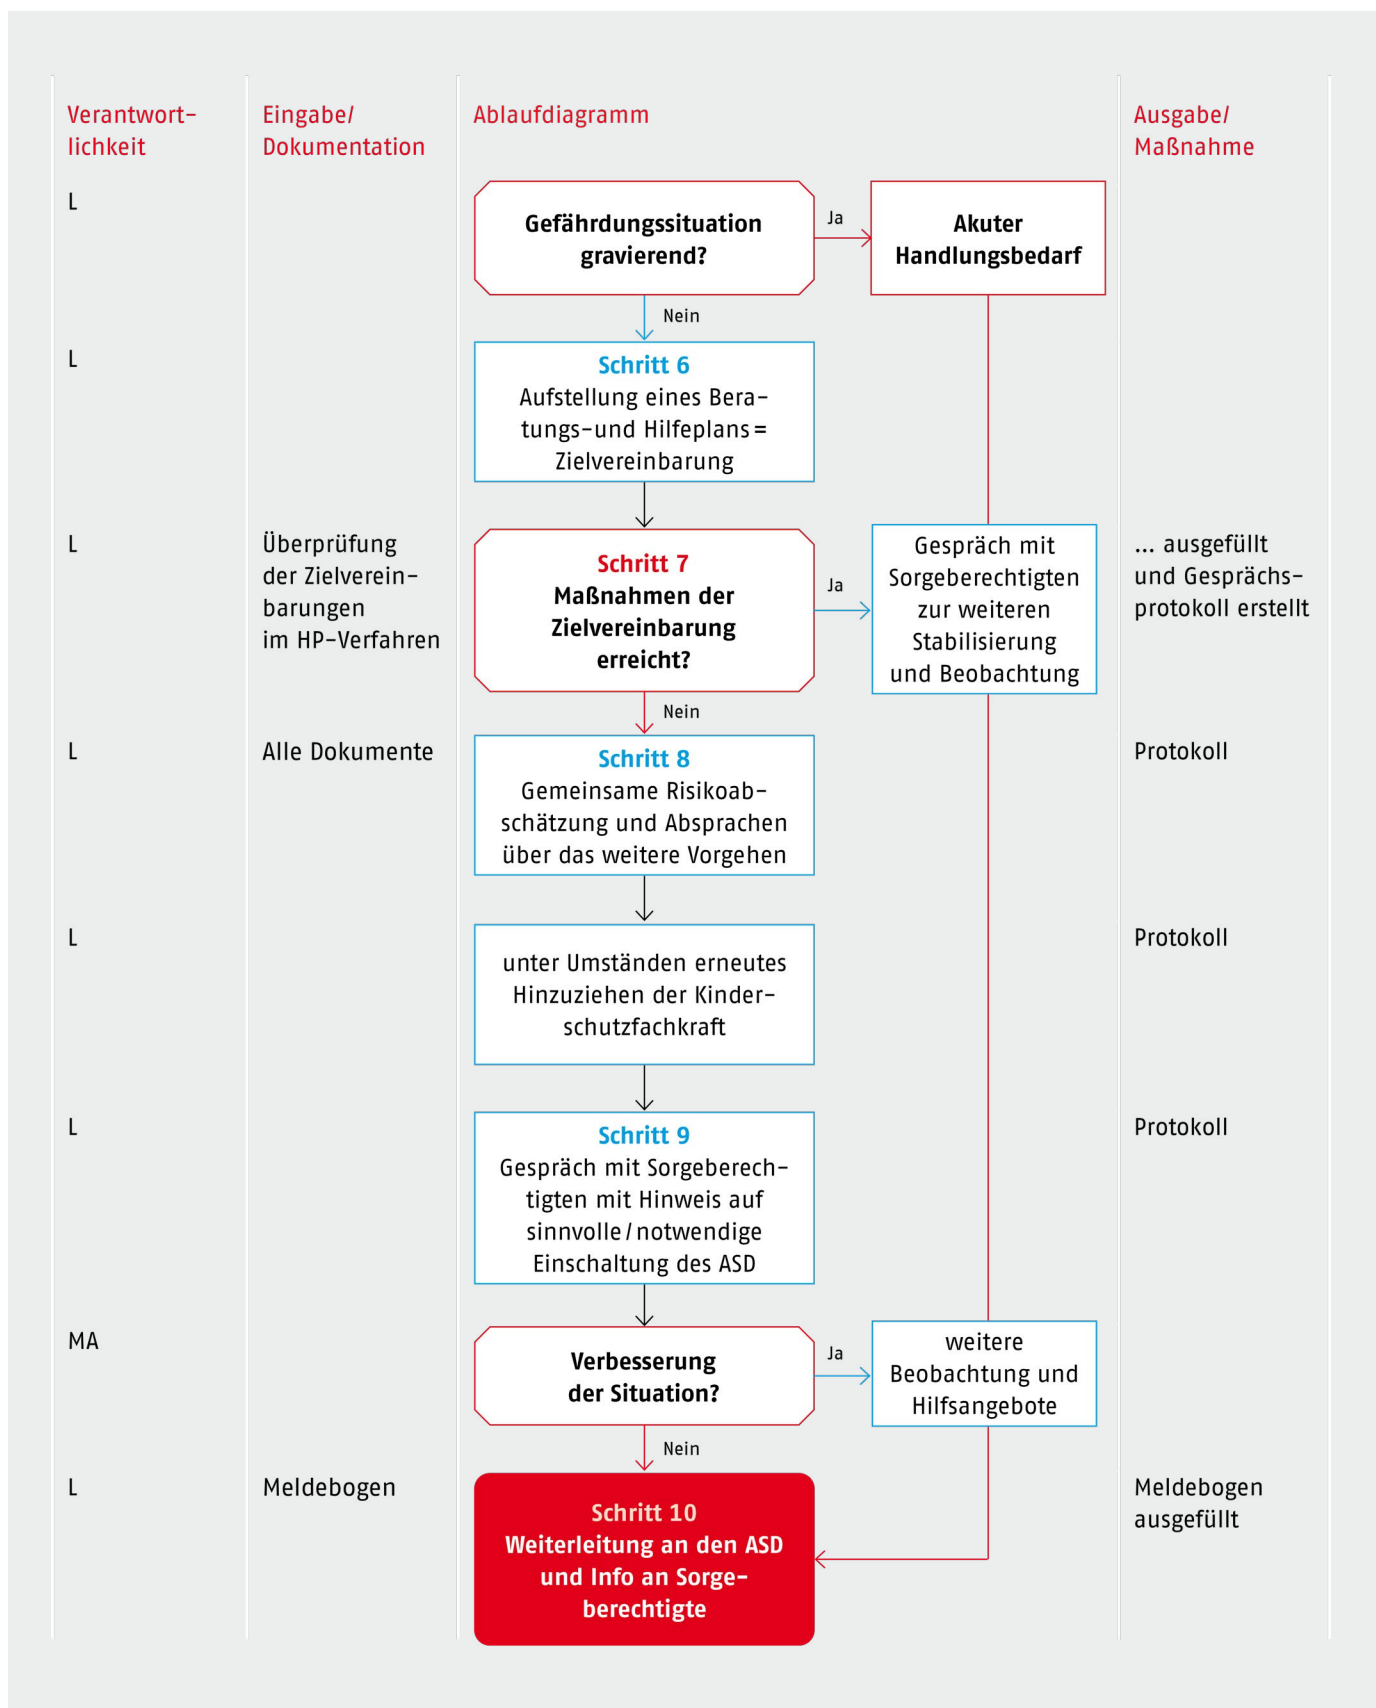 Verantwort-
lichkeit
Eingabe/
Dokumentation
Ablaufdiagramm
Ausgabe/
Maßnahme
L
Gefährdungssituation
gravierend?
Ja
Akuter
Handlungsbedarf
Nein
L
Schritt 6
Aufstellung eines Bera-
tungs-und Hilfeplans =
Zielvereinbarung
L
Überprüfung
der Zielverein-
barungen
im HP-Verfahren
Schritt 7
Maßnahmen der
Zielvereinbarung
erreicht?
Ja
Gespräch mit
Sorgeberechtigten
zur weiteren
Stabilisierung
und Beobachtung
... ausgefüllt
und Gesprächs-
protokoll erstellt
Nein
L
Alle Dokumente
Schritt 8
Gemeinsame Risikoab-
schätzung und Absprachen
über das weitere Vorgehen
Protokoll
L
unter Umständen erneutes
Hinzuziehen der Kinder-
schutzfachkraft
Protokoll
L
Schritt 9
Gespräch mit Sorgeberech-
tigten mit Hinweis auf
sinnvolle / notwendige
Einschaltung des ASD
Protokoll
MA
Verbesserung
der Situation?
Ja
weitere
Beobachtung und
Hilfsangebote
Nein
L
Meldebogen
Schritt 10
Weiterleitung an den ASD
und Info an Sorge-
berechtigte
Meldebogen
ausgefüllt